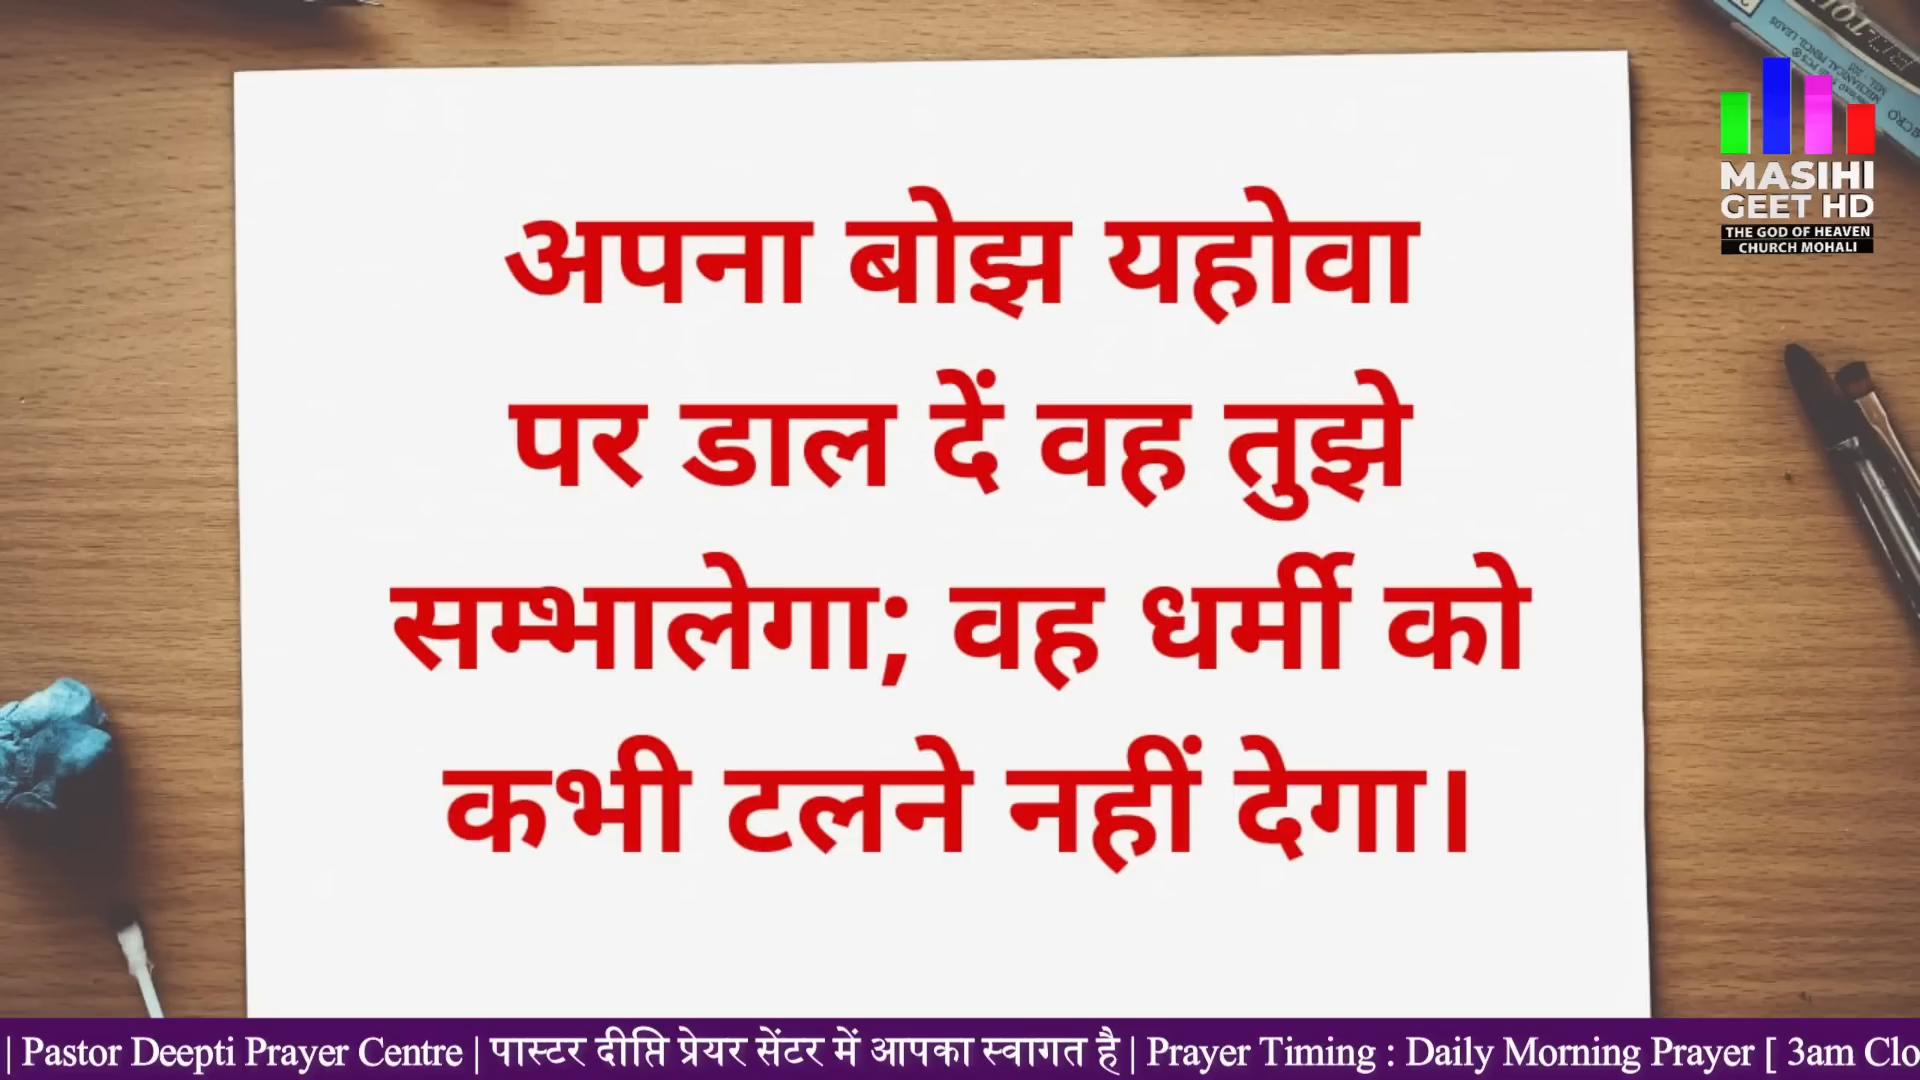 अपना बोझ यहोवा
पर डाल दें वह तुझे
सम्भालेगा; वह धर्मी को
कभी टलने नहीं देगा।
MASIHI
GEET HD
THE GOD OF HEAVEN
CHURCH MOHALI
| Pastor Deepti Prayer Centre | पास्टर दीप्ति प्रेयर सेंटर में आपका स्वागत है | Prayer Timing : Daily Morning Prayer [ 3am Clo